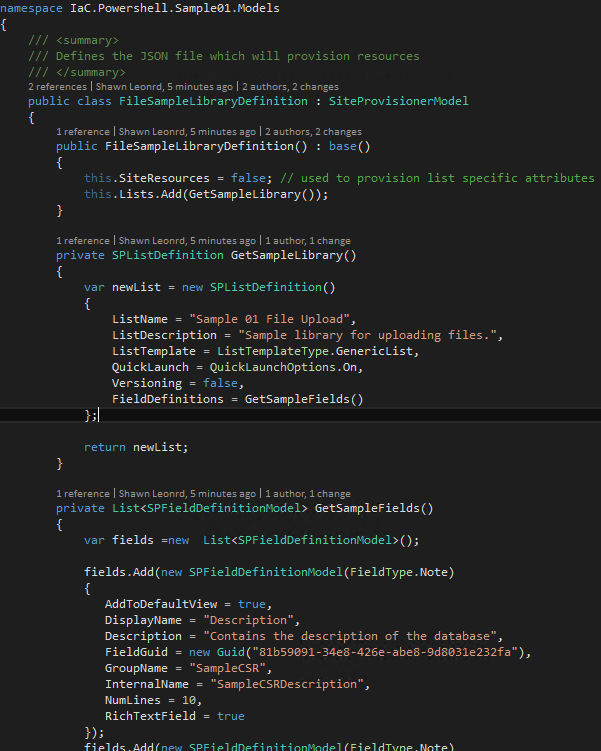 namespace IaC.Powershell.Sample01.Models
{
/// <summary>
/// Defines the JSON file which will provision resources
/// </summary>
2 references | Shawn Leonrd, 5 minutes ago | 2 authors, 2 changes
public class FileSampleLibraryDefinition : SiteProvisionerModel
{
1 reference | Shawn Leonrd, 5 minutes ago | 2 authors, 2 changes
public FileSampleLibraryDefinition() : base()
{
this.SiteResources = false; // used to provision list specific attributes
this.Lists.Add(GetSampleLibrary());
}
1 reference | Shawn Leonrd, 5 minutes ago | 1 author, 1 change
private SPListDefinition GetSampleLibrary()
{
var newList = new SPListDefinition()
{
ListName = "Sample 01 File Upload",
ListDescription = "Sample library for uploading files.",
ListTemplate = ListTemplateType.GenericList,
QuickLaunch = QuickLaunchOptions.On,
Versioning = false,
FieldDefinitions = GetSampleFields()
};
return newList;
}
1 reference | Shawn Leonrd, 5 minutes ago | 1 author, 1 change
private List<SPFieldDefinitionModel> GetSampleFields()
{
var fields =new  List<SPFieldDefinitionModel>();
fields.Add(new SPFieldDefinitionModel(FieldType.Note)
{
AddToDefaultView = true,
DisplayName = "Description",
Description = "Contains the description of the database",
FieldGuid = new Guid("81b59091-34e8-426e-abe8-9d8031e232fa"),
GroupName = "SampleCSR",
InternalName = "SampleCSRDescription",
NumLines = 10,
RichTextField = true
});
fields.Add(new SPFieldDefinitionModel(FieldType.Note)